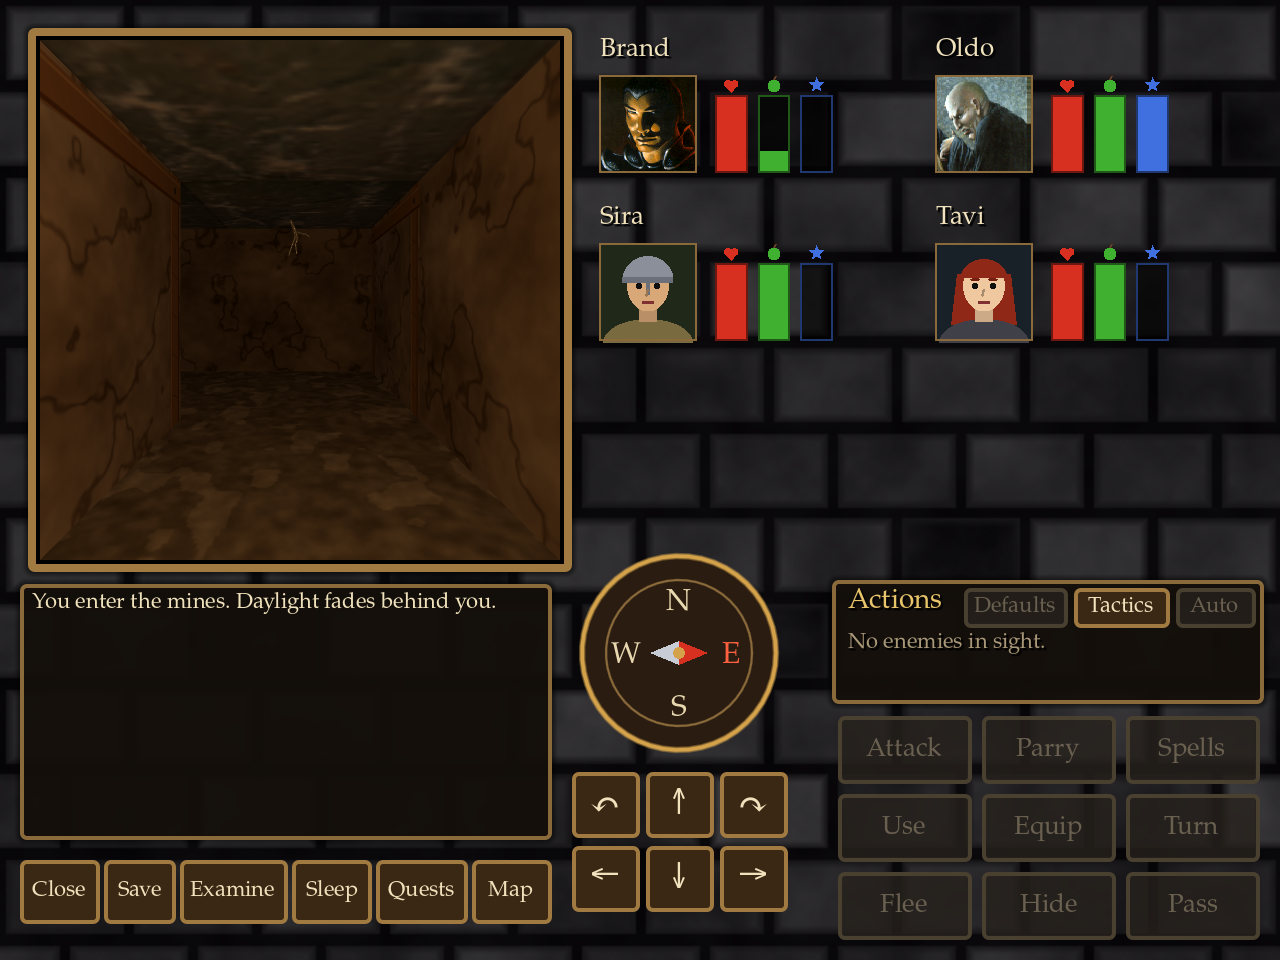 Brand
Oldo
Sira
Tavi
You enter the mines. Daylight fades behind you.
N
W E
S
Actions Defaults Tactics Auto
No enemies in sight.
Attack Parry Spells
Use Equip Turn
Flee Hide Pass
Close Save Examine Sleep Quests Map